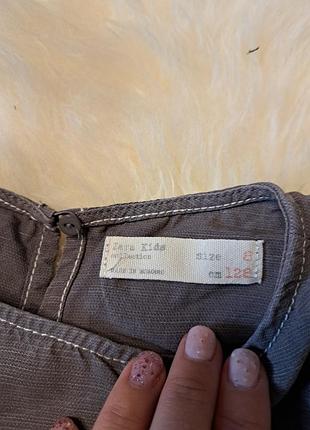 Zara Kids
collection
MADE IN MOROCCO
Size 8
cm 128